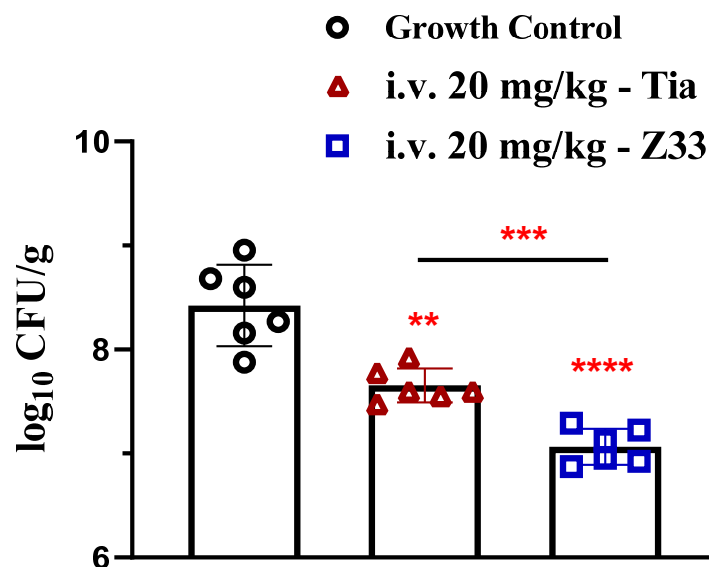 Growth Control
i.v. 20 mg/kg - Tia
i.v. 20 mg/kg - Z33
10
***
log10 CFU/g
**
8
****
6